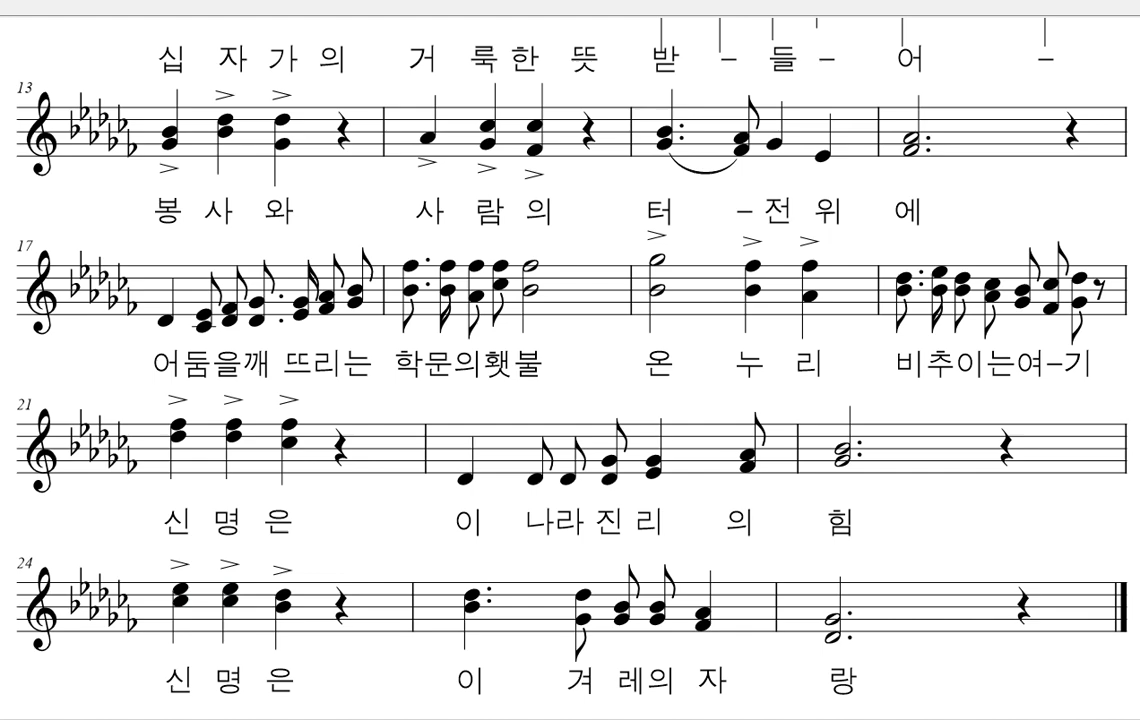 십 자 가 의 거 룩 한 뜻 받 – 들 – 어 –
13
봉 사 와 사 람 의 터 – 전 위 에
17
어둠을깨 뜨리는 학문의횃불 온 누 리 비추이는여–기
21
신 명 은 이 나라 진 리 의 힘
24
신 명 은 이 겨 레의 자 랑